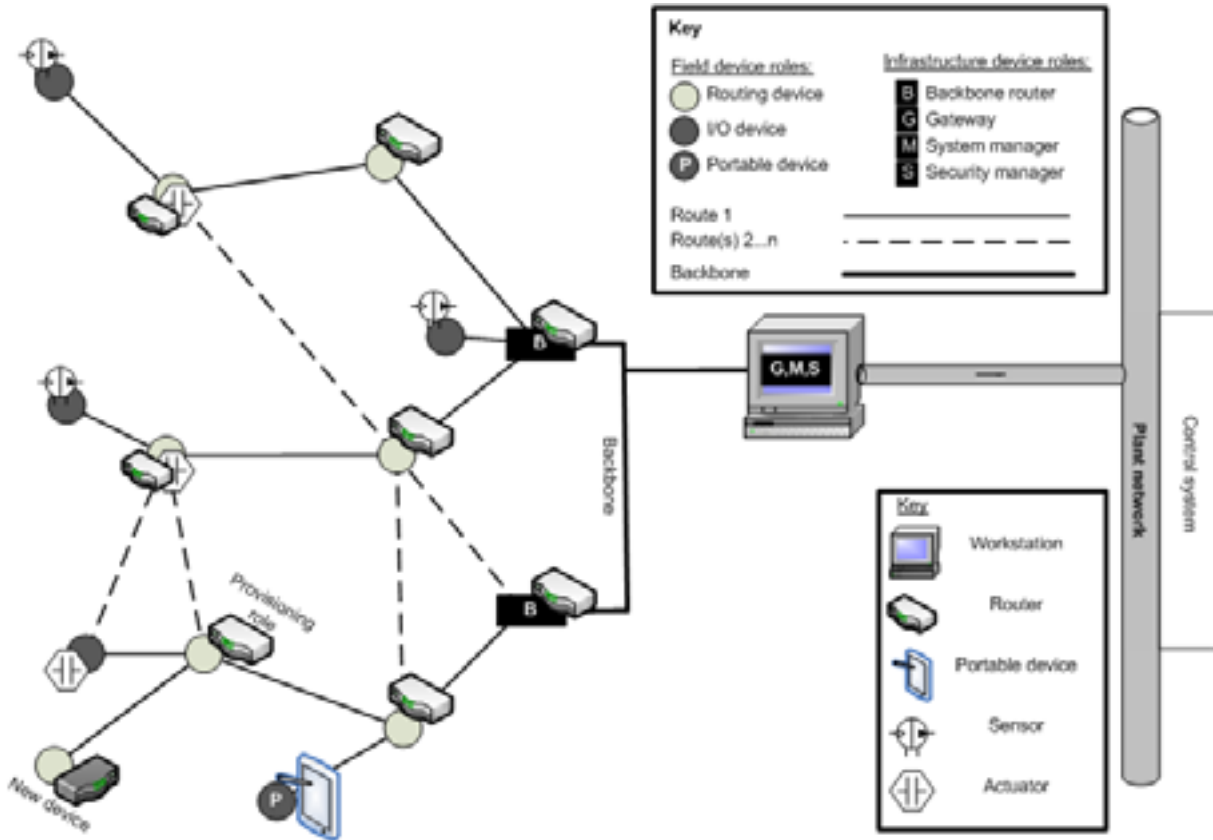 Key
Field device roles:
Routing device
I/O device
P Portable device
Infrastructure device roles:
B Backbone router
G Gateway
M System manager
S Security manager
Route 1
Route(s) 2...n
Backbone
B
G,M,S
Backbone
Plant network
Control system
B
Provisioning
role
New device
P
Key
Workstation
Router
Portable device
Sensor
Actuator